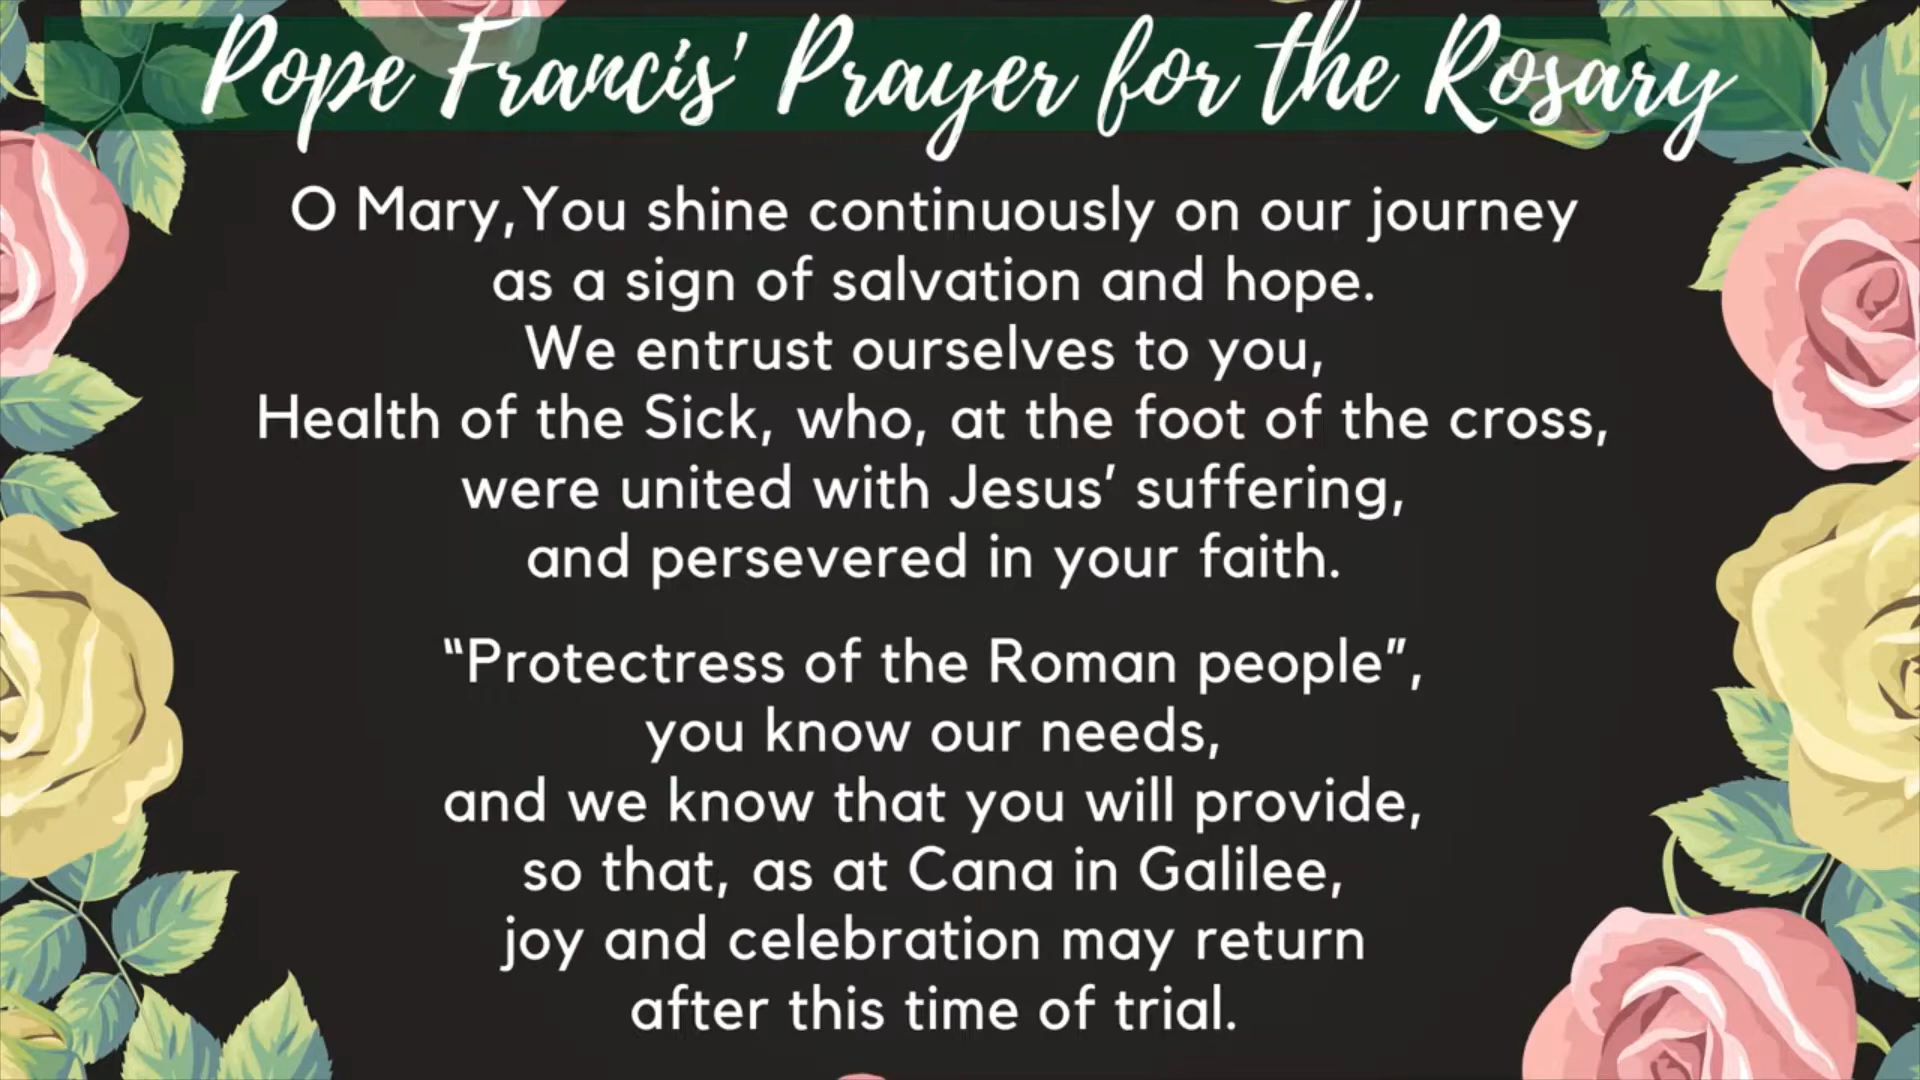 Pope Francis' Prayer for the Rosary
O Mary,You shine continuously on our journey
as a sign of salvation and hope.
We entrust ourselves to you,
Health of the Sick, who, at the foot of the cross,
were united with Jesus’ suffering,
and persevered in your faith.
“Protectress of the Roman people”,
you know our needs,
and we know that you will provide,
so that, as at Cana in Galilee,
joy and celebration may return
after this time of trial.